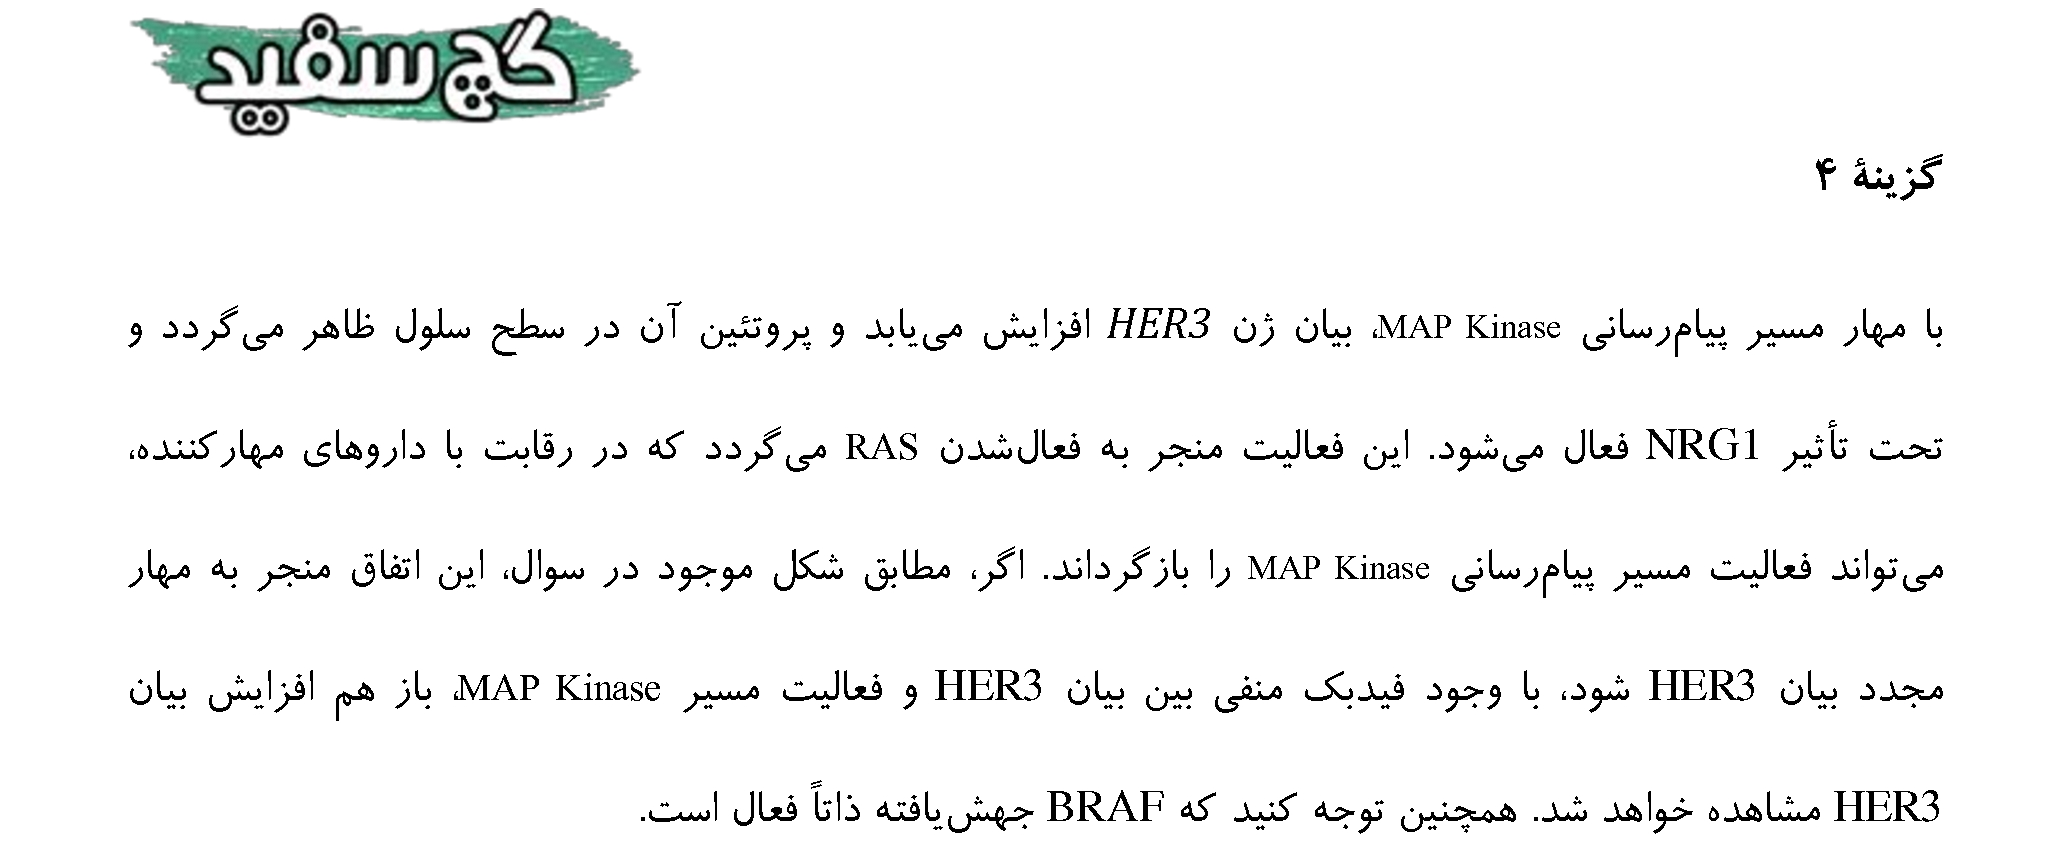 گچ سفید
گزینهٔ ۴
با مهار مسیر پیام‌رسانی MAP Kinase، بیان ژن HER3 افزایش می‌یابد و پروتئین آن در سطح سلول ظاهر می‌گردد و
تحت تأثیر NRG1 فعال می‌شود. این فعالیت منجر به فعال‌شدن RAS می‌گردد که در رقابت با داروهای مهارکننده،
می‌تواند فعالیت مسیر پیام‌رسانی MAP Kinase را بازگرداند. اگر، مطابق شکل موجود در سوال، این اتفاق منجر به مهار
مجدد بیان HER3 شود، با وجود فیدبک منفی بین بیان HER3 و فعالیت مسیر MAP Kinase، باز هم افزایش بیان
HER3 مشاهده خواهد شد. همچنین توجه کنید که BRAF جهش‌یافته ذاتاً فعال است.